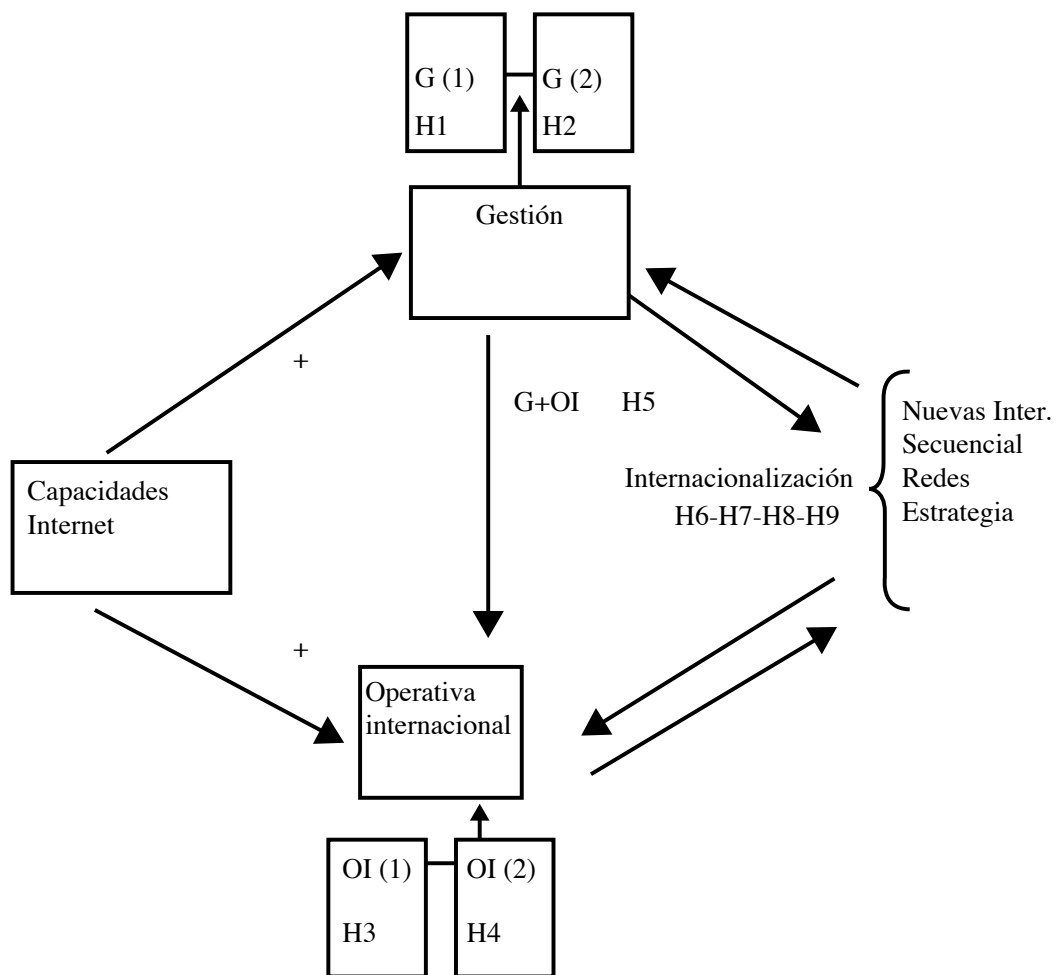 G (1)
H1
G (2)
H2
Gestión
+
G+OI H5
Nuevas Inter.
Secuencial
Redes
Estrategia
Internacionalización
H6-H7-H8-H9
Capacidades
Internet
+
Operativa
internacional
OI (1)
H3
OI (2)
H4